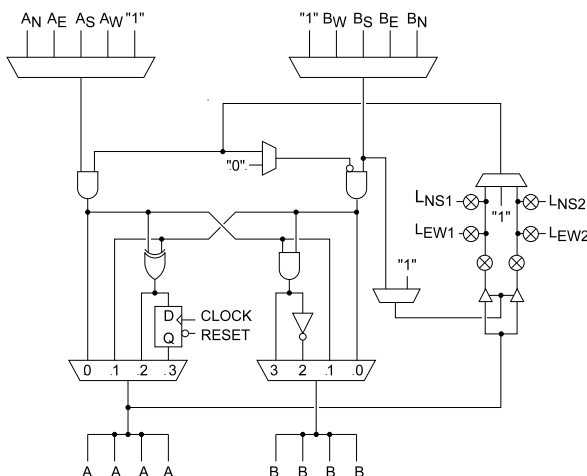 AN AE AS AW "1"
"1" BW BS BE BN
"0"
LNS1
LNS2
"1"
LEW1
LEW2
"1"
D
CLOCK
Q
RESET
0 .1 .2 .3
3 2 .1 .0
A A A A
B B B B